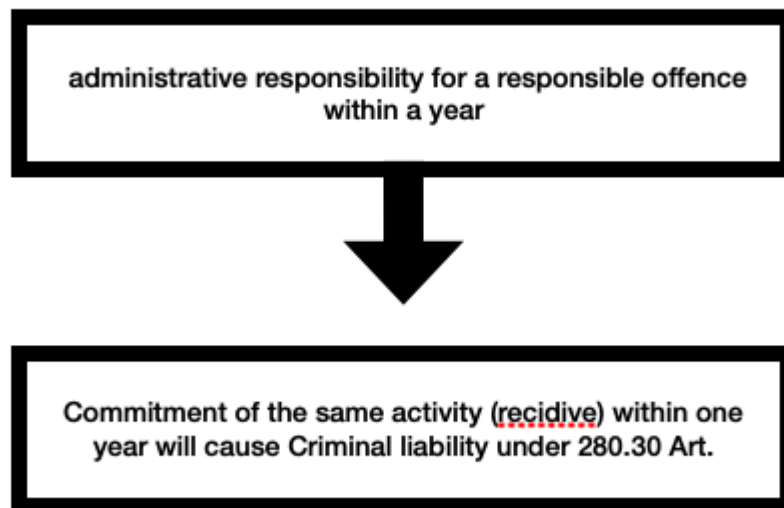 administrative responsibility for a responsible offence
within a year
Commitment of the same activity (recidive) within one
year will cause Criminal liability under 280.30 Art.